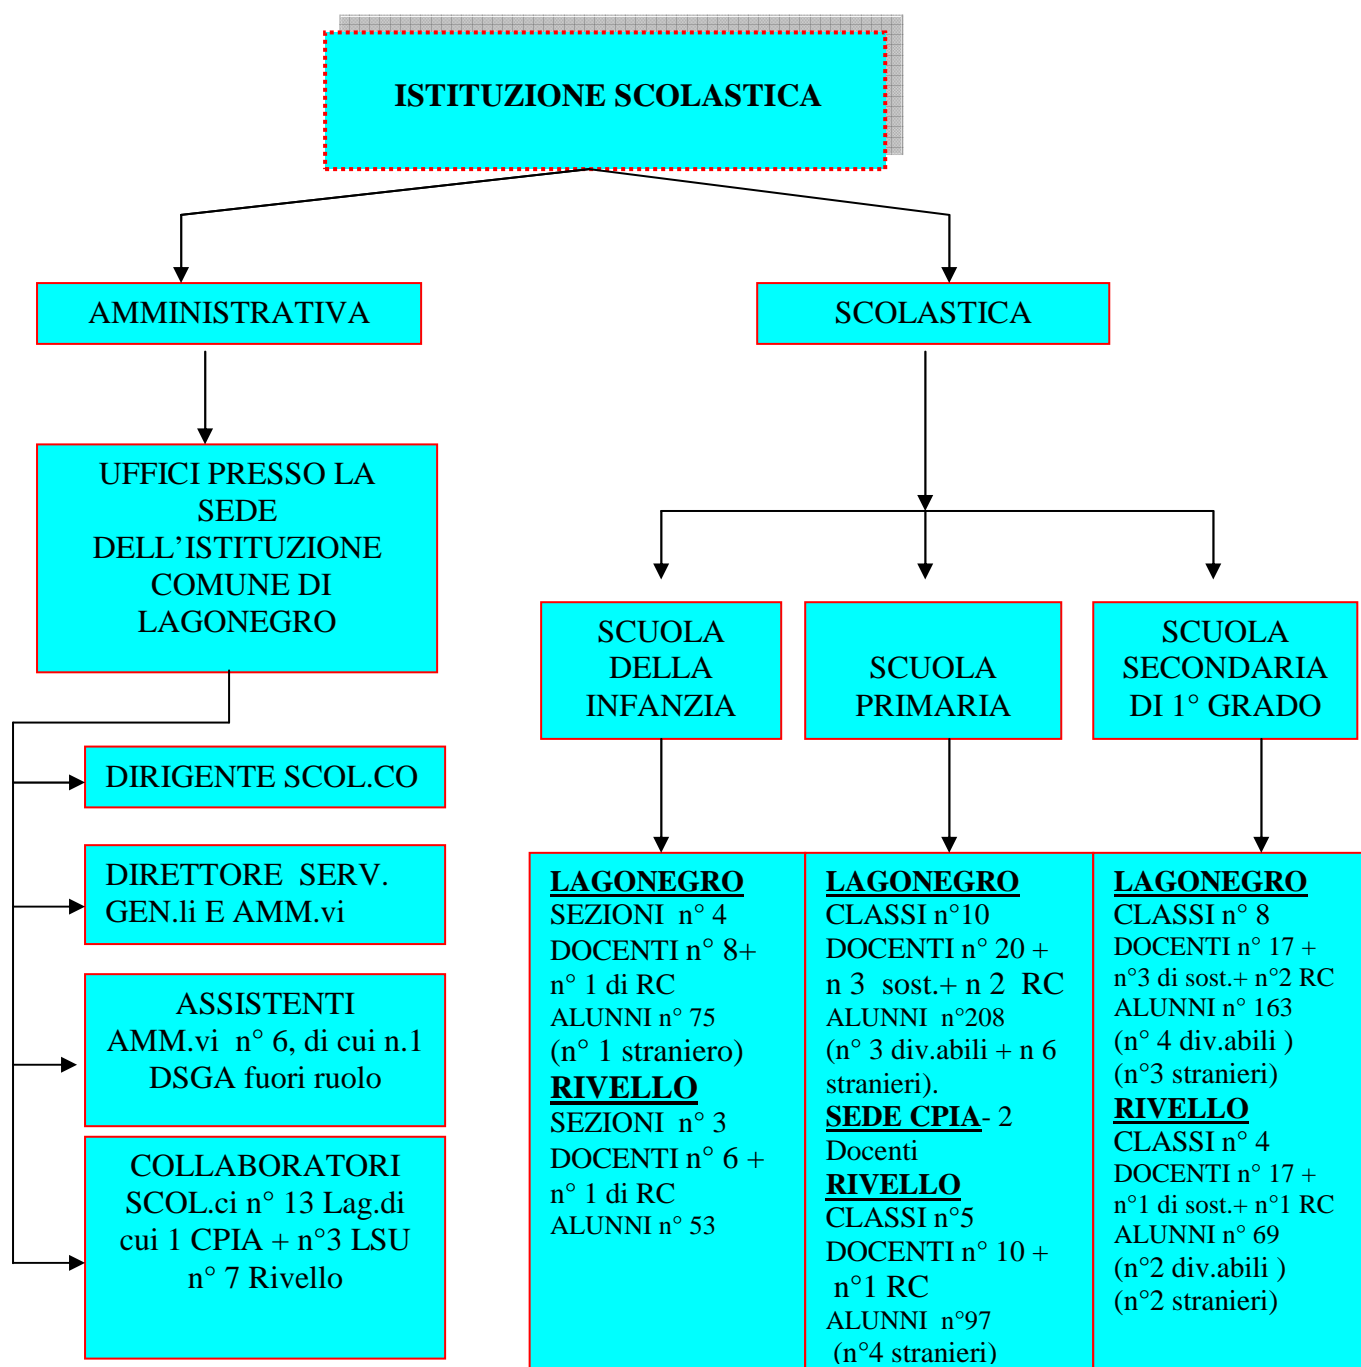 ISTITUZIONE SCOLASTICA
AMMINISTRATIVA
SCOLASTICA
UFFICI PRESSO LA
SEDE
DELL’ISTITUZIONE
COMUNE DI
LAGONEGRO
DIRIGENTE SCOL.CO
DIRETTORE SERV.
GEN.li E AMM.vi
ASSISTENTI
AMM.vi n° 6, di cui n.1
DSGA fuori ruolo
COLLABORATORI
SCOL.ci n° 13 Lag.di
cui 1 CPIA + n°3 LSU
n° 7 Rivello
SCUOLA
DELLA
INFANZIA
SCUOLA
PRIMARIA
SCUOLA
SECONDARIA
DI 1° GRADO
LAGONEGRO
SEZIONI n° 4
DOCENTI n° 8+
n° 1 di RC
ALUNNI n° 75
(n° 1 straniero)
RIVELLO
SEZIONI n° 3
DOCENTI n° 6 +
n° 1 di RC
ALUNNI n° 53
LAGONEGRO
CLASSI n°10
DOCENTI n° 20 +
n 3 sost.+ n 2 RC
ALUNNI n°208
(n° 3 div.abili + n 6
stranieri).
SEDE CPIA- 2
Docenti
RIVELLO
CLASSI n°5
DOCENTI n° 10 +
n°1 RC
ALUNNI n°97
(n°4 stranieri)
LAGONEGRO
CLASSI n° 8
DOCENTI n° 17 +
n°3 di sost.+ n°2 RC
ALUNNI n° 163
(n° 4 div.abili )
(n°3 stranieri)
RIVELLO
CLASSI n° 4
DOCENTI n° 17 +
n°1 di sost.+ n°1 RC
ALUNNI n° 69
(n°2 div.abili )
(n°2 stranieri)